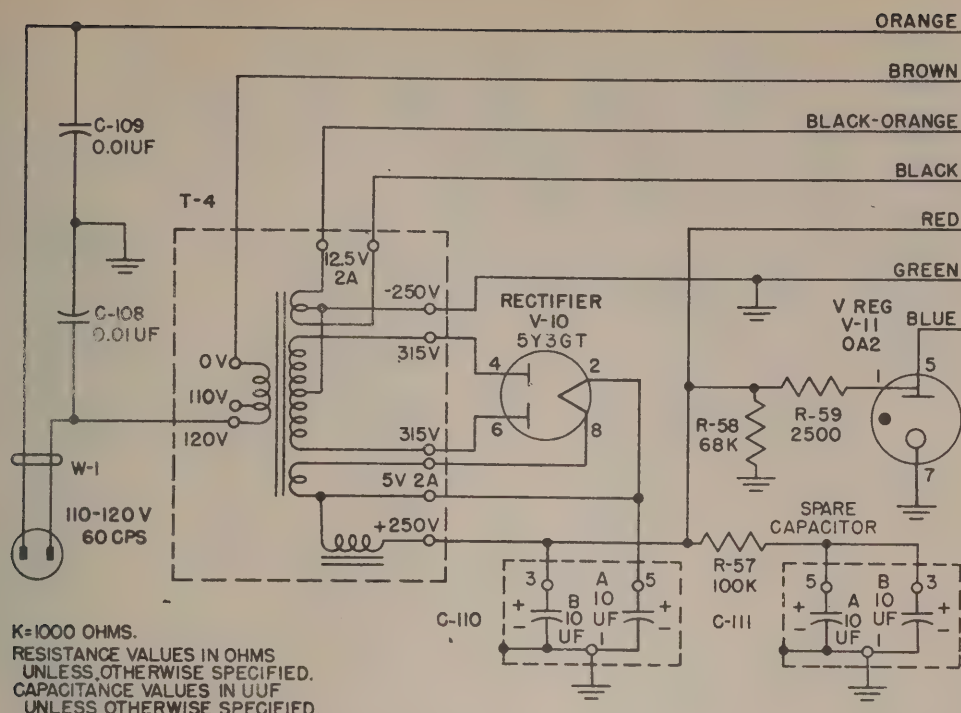 ORANGE
BROWN
BLACK-ORANGE
BLACK
RED
GREEN
BLUE
C-109
0.01UF
C-108
0.01UF
T-4
12.5V
2A
-250V
315V
0V
110V
120V
315V
5V 2A
+250V
RECTIFIER
V-10
5Y3GT
4
2
6
8
V REG
V-11
OA2
1
5
7
R-58
68K
R-59
2500
W-1
110-120 V
60 CPS
R-57
100K
SPARE
CAPACITOR
C-110
3
A
5
10
B
10
UF
UF
1
+
-
+
-
C-111
5
B
3
10
A
10
UF
UF
1
+
-
+
-
K=1000 OHMS.
RESISTANCE VALUES IN OHMS
UNLESS OTHERWISE SPECIFIED.
CAPACITANCE VALUES IN UUF
UNLESS OTHERWISE SPECIFIED